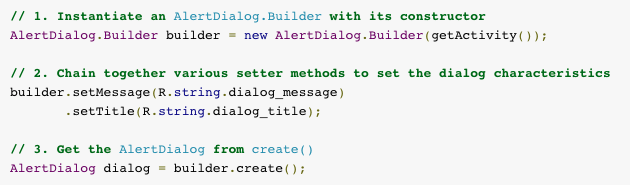 // 1. Instantiate an AlertDialog.Builder with its constructor
AlertDialog.Builder builder = new AlertDialog.Builder(getActivity());
// 2. Chain together various setter methods to set the dialog characteristics
builder.setMessage(R.string.dialog_message)
.setTitle(R.string.dialog_title);
// 3. Get the AlertDialog from create()
AlertDialog dialog = builder.create();